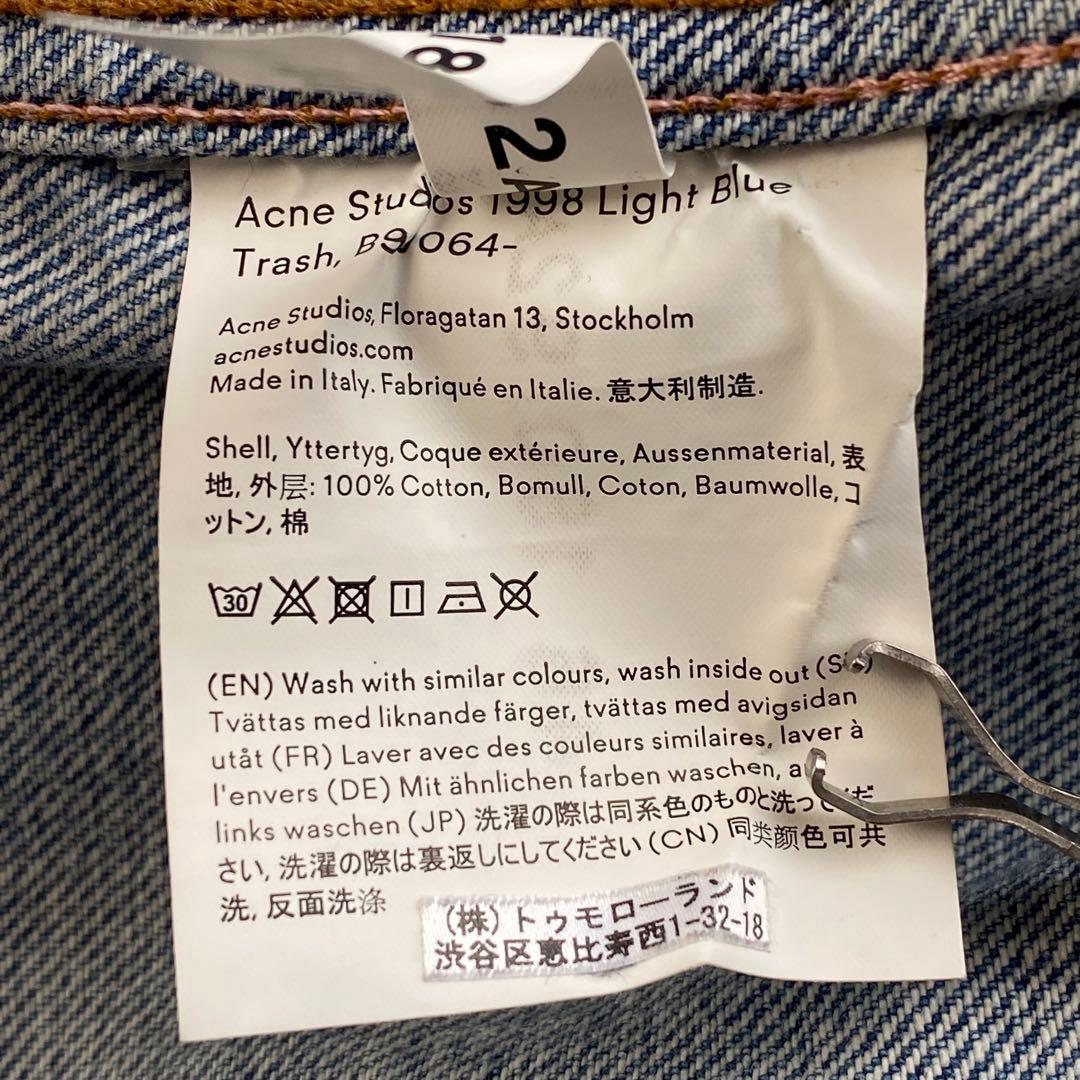 18
2
Acne Studios 1998 Light Blue
Trash, B9/064-
Acne Studios, Floragatan 13, Stockholm
acnestudios.com
Made in Italy. Fabriqué en Italie. 意大利制造.
Shell, Yttertyg, Coque extérieure, Aussenmaterial, 表
地, 外层: 100% Cotton, Bomull, Coton, Baumwolle, コ
ットン, 棉
30
(EN) Wash with similar colours, wash inside out
Tvättas med liknande färger, tvättas med avigsidan
utåt (FR) Laver avec des couleurs similaires, laver à
l'envers (DE) Mit ähnlichen farben waschen,
links waschen (JP) 洗濯の際は同系色のものと洗ってくだ
さい, 洗濯の際は裏返しにしてください (CN) 同类颜色可共
洗, 反面洗涤
(株)トゥモローランド
渋谷区恵比寿西1-32-18